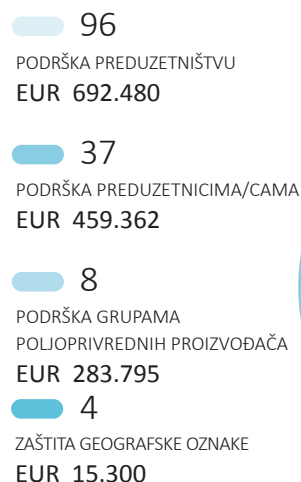 96
PODRŠKA PREDUZETNIŠTVU
EUR 692.480
37
PODRŠKA PREDUZETNICIMA/CAMA
EUR 459.362
8
PODRŠKA GRUPAMA
POLJOPRIVREDNIH PROIZVOĐAČA
EUR 283.795
4
ZAŠTITA GEOGRAFSKE OZNAKE
EUR 15.300